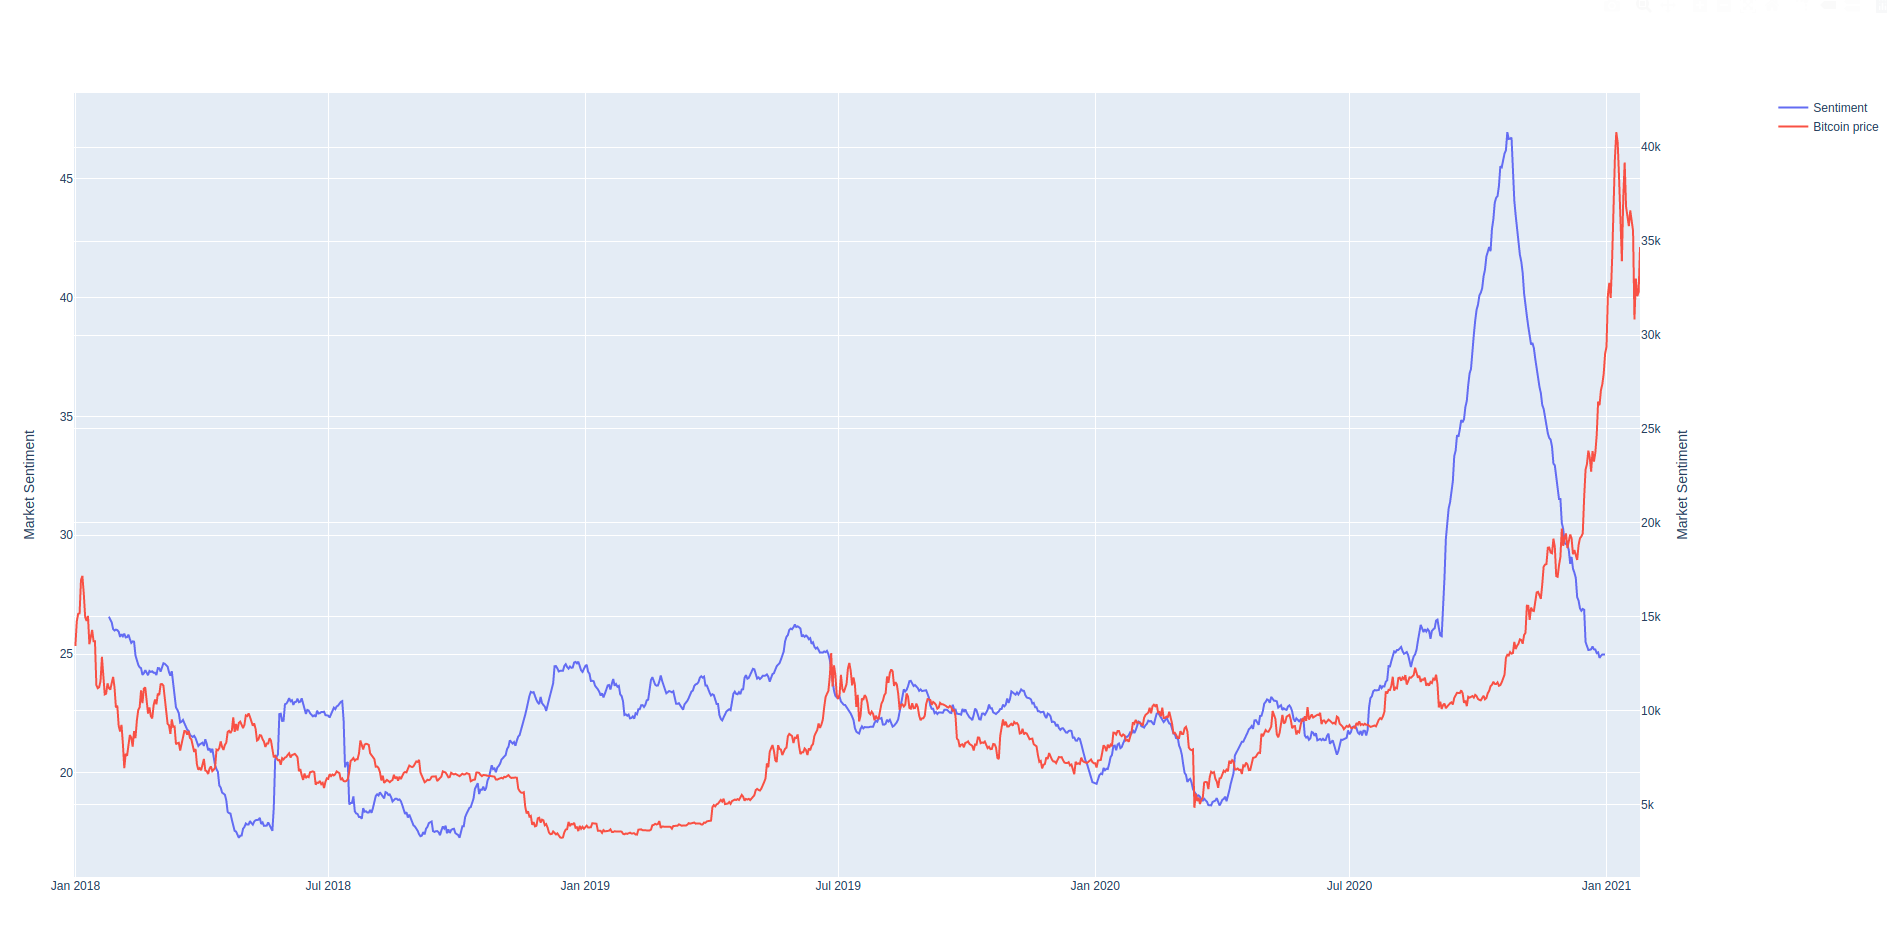 Sentiment
Bitcoin price
45
40
35
30
25
20
Market Sentiment
40k
35k
30k
25k
20k
15k
10k
5k
Market Sentiment
Jan 2018
Jul 2018
Jan 2019
Jul 2019
Jan 2020
Jul 2020
Jan 2021